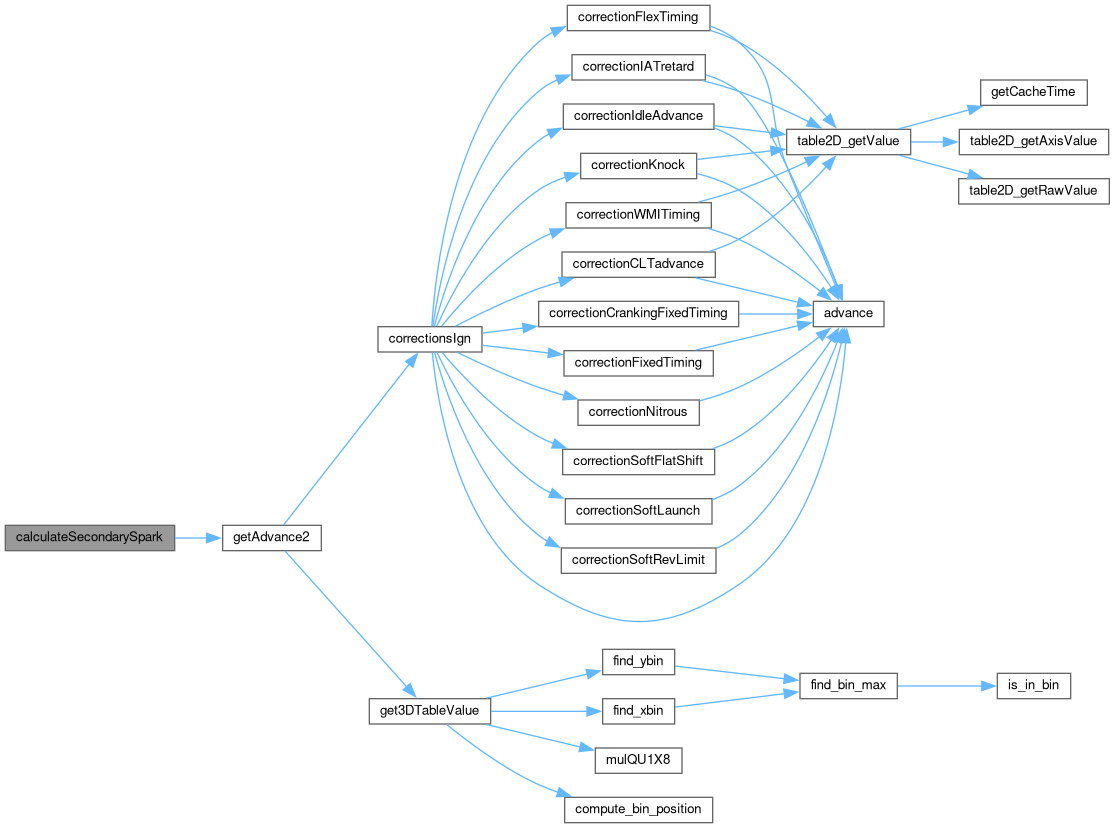 correctionFlexTiming
correctionIATretard
getCacheTime
correctionIdleAdvance
table2D_getValue
table2D_getAxisValue
correctionKnock
table2D_getRawValue
correctionWMITiming
correctionCLTadvance
correctionCrankingFixedTiming
advance
correctionsIgn
correctionFixedTiming
correctionNitrous
correctionSoftFlatShift
correctionSoftLaunch
calculateSecondarySpark
getAdvance2
correctionSoftRevLimit
find_ybin
find_bin_max
is_in_bin
get3DTableValue
find_xbin
mulQU1X8
compute_bin_position